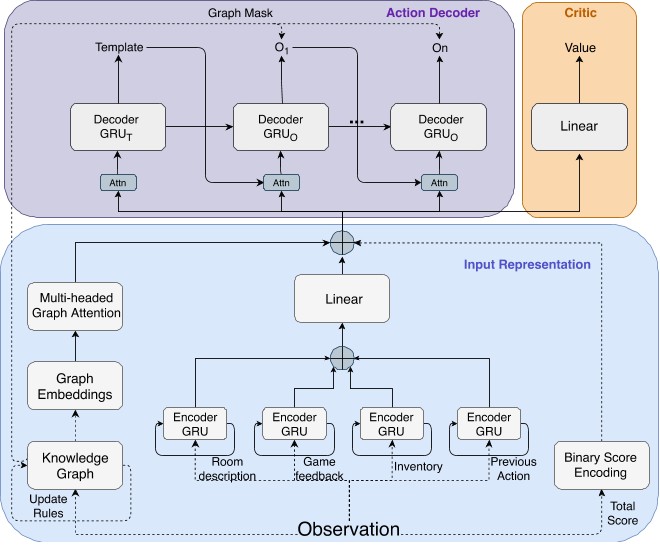 Graph Mask
Action Decoder
Critic
Template
O1
On
Value
Decoder
GRUT
Decoder
GRUO
...
Decoder
GRUO
Linear
Attn
Attn
Attn
Input Representation
Multi-headed
Graph Attention
Linear
Graph
Embeddings
Encoder
GRU
Encoder
GRU
Encoder
GRU
Encoder
GRU
Knowledge
Graph
Room
description
Game
feedback
Inventory
Previous
Action
Binary Score
Encoding
Update
Rules
Total
Score
Observation